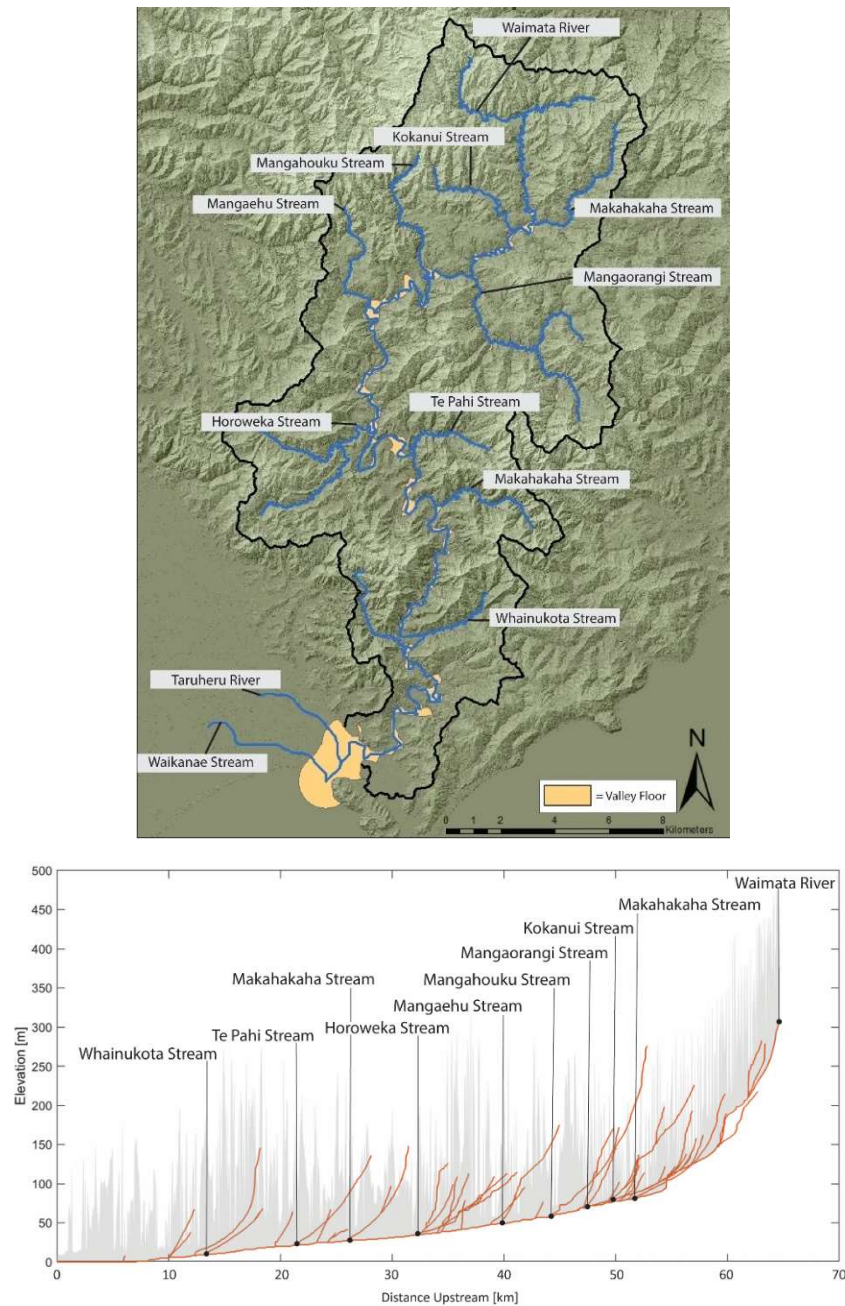 Waimata River
Kokanui Stream
Mangahouku Stream
Mangaehu Stream
Makahakaha Stream
Mangaorangi Stream
Te Pahi Stream
Horoweka Stream
Makahakaha Stream
Whainukota Stream
Taruheru River
Waikanae Stream
N
= Valley Floor
0 1 2 4 6 8
Kilometers
500
450
400
350
300
250
200
150
100
50
0
Elevation [m]
Waimata River
Makahakaha Stream
Kokanui Stream
Mangaorangi Stream
Makahakaha Stream
Mangahouku Stream
Mangaehu Stream
Horoweka Stream
Te Pahi Stream
Whainukota Stream
0 10 20 30 40 50 60 70
Distance Upstream [km]